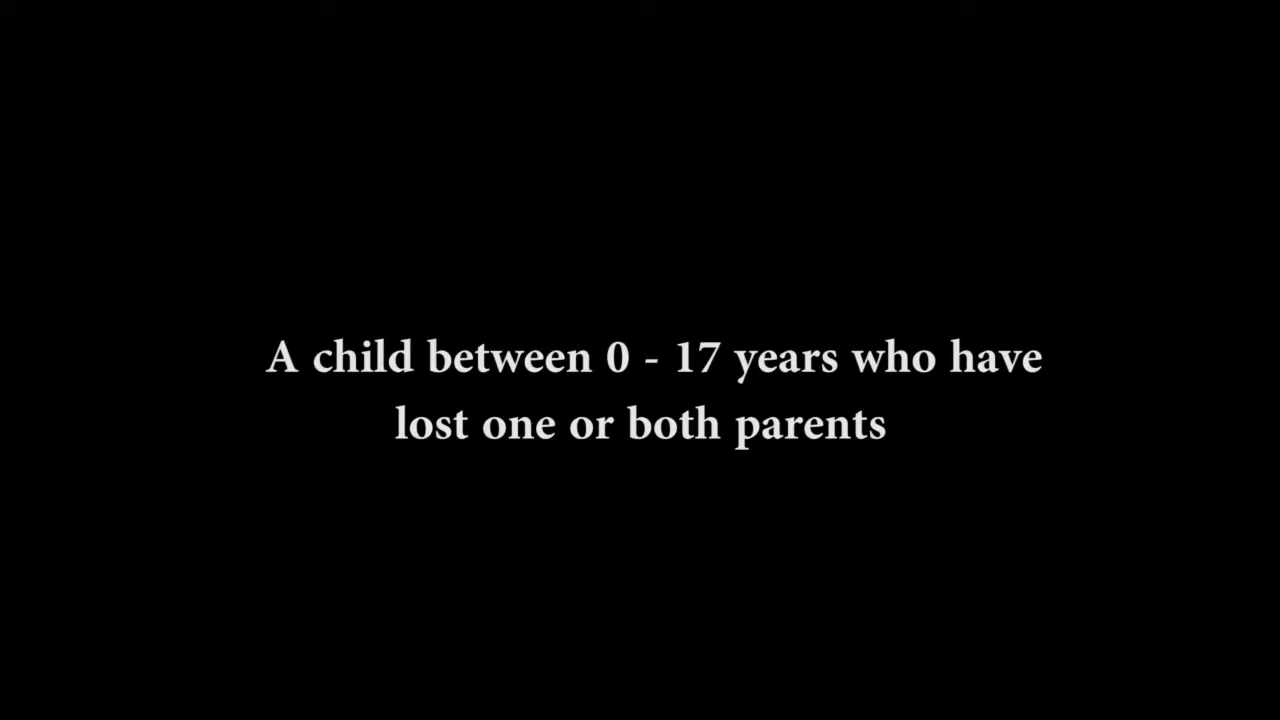 A child between 0 - 17 years who have
lost one or both parents